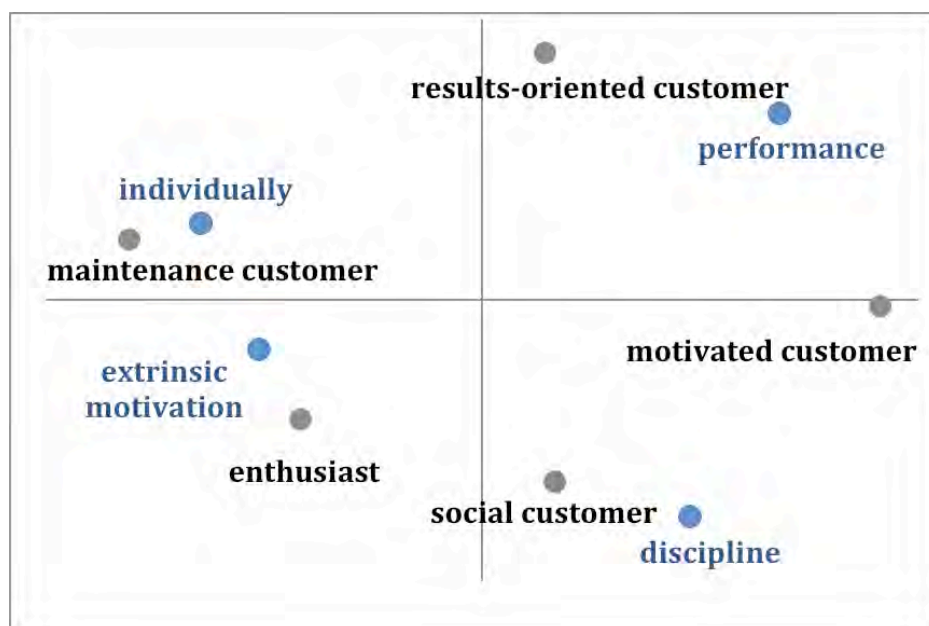 results-oriented customer
performance
individually
maintenance customer
motivated customer
extrinsic
motivation
enthusiast
social customer
discipline